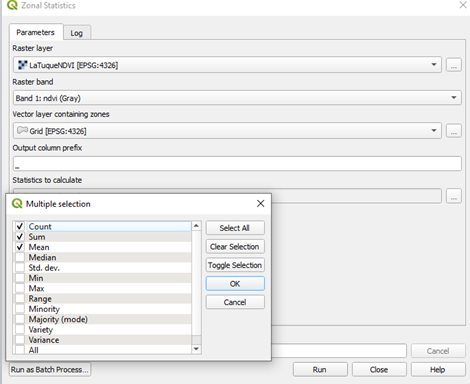 Zonal Statistics
Parameters
Log
Raster layer
LaTuqueNDVI [EPSG:4326]
...
Raster band
Band 1: ndvi (Gray)
Vector layer containing zones
Grid [EPSG:4326]
...
Output column prefix
_
Statistics to calculate
...
Multiple selection
Count
Sum
Mean
Median
Std. dev.
Min
Max
Range
Minority
Majority (mode)
Variety
Variance
All
Select All
Clear Selection
Toggle Selection
OK
Cancel
Cancel
Run as Batch Process...
Run
Close
Help